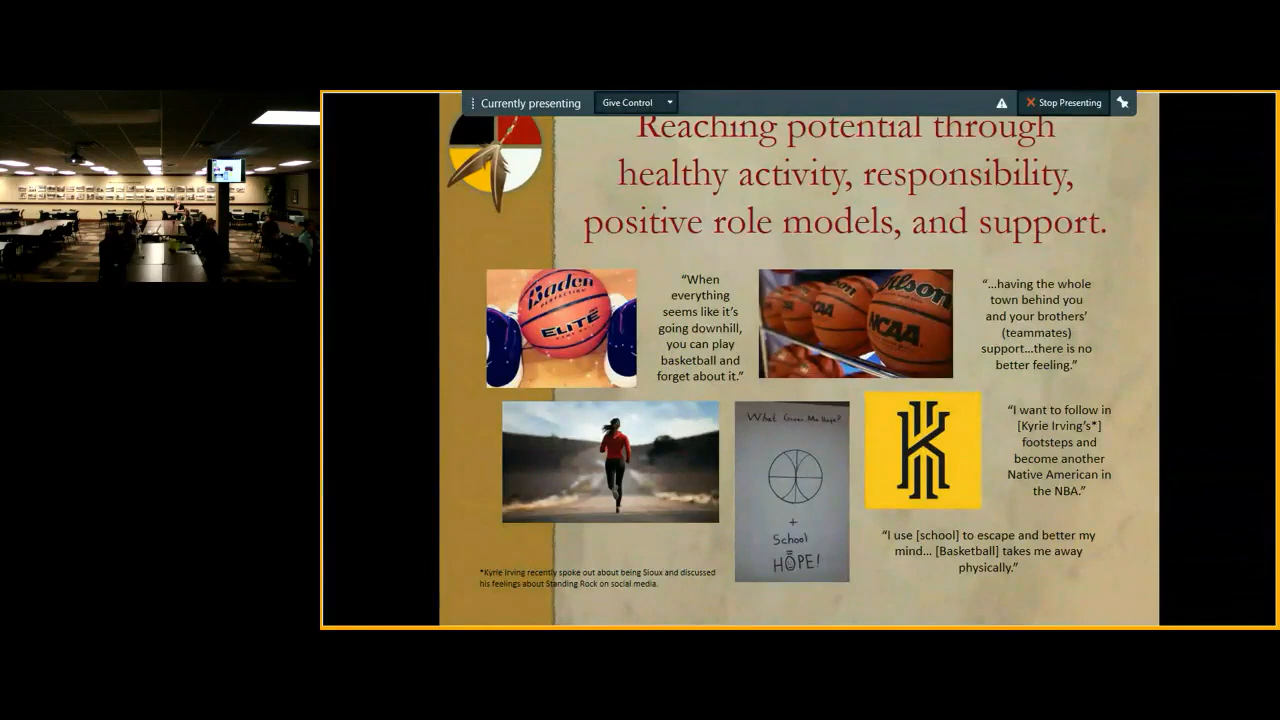 Currently presenting
Give Control
Stop Presenting
Reaching potential through
healthy activity, responsibility,
positive role models, and support.
Baden
PERFECTION
ELITE
“When
everything
seems like it’s
going downhill,
you can play
basketball and
forget about it.”
Wilson
NCAA
“...having the whole
town behind you
and your brothers’
(teammates)
support...there is no
better feeling.”
What Gives Me Hope?
+
School
=
HOPE!
K
“I want to follow in
[Kyrie Irving’s*]
footsteps and
become another
Native American in
the NBA.”
“I use [school] to escape and better my
mind... [Basketball] takes me away
physically.”
*Kyrie Irving recently spoke out about being Sioux and discussed
his feelings about Standing Rock on social media.